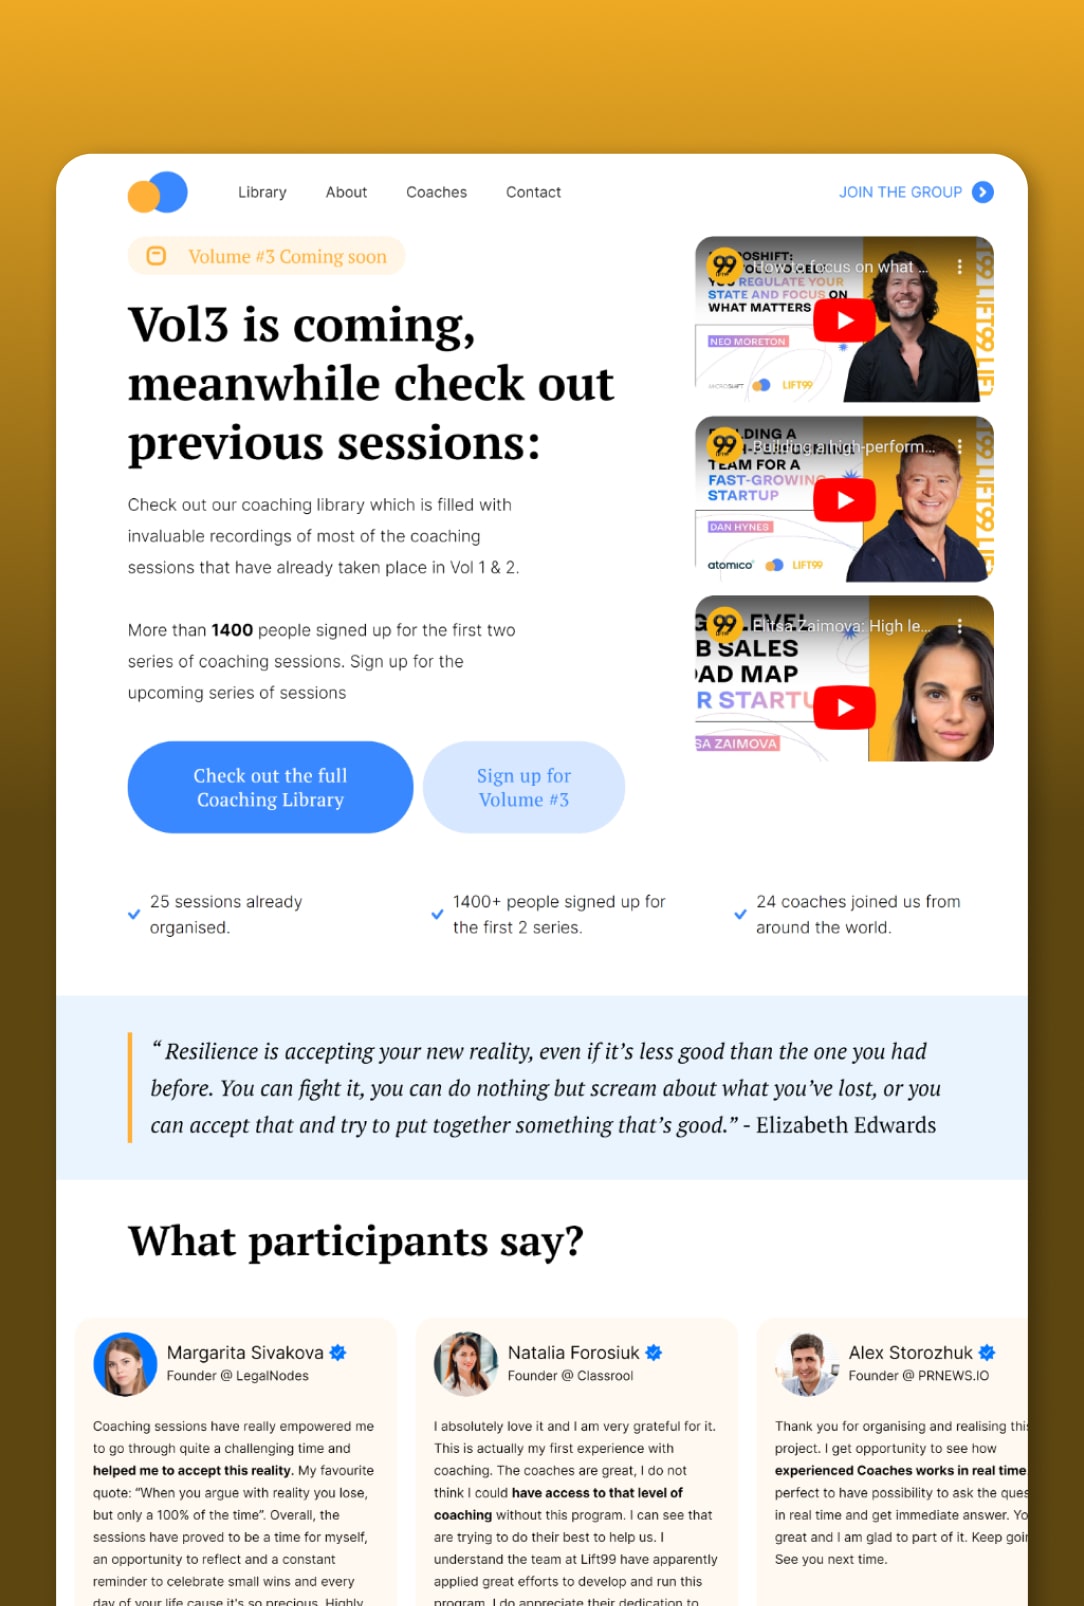 Library About Coaches Contact JOIN THE GROUP
Volume #3 Coming soon
Vol3 is coming,
meanwhile check out
previous sessions:
Check out our coaching library which is filled with
invaluable recordings of most of the coaching
sessions that have already taken place in Vol 1 & 2.
More than 1400 people signed up for the first two
series of coaching sessions. Sign up for the
upcoming series of sessions
Check out the full
Coaching Library
Sign up for
Volume #3
99
How to focus on what ...
REGULATE YOUR
STATE AND FOCUS ON
WHAT MATTERS
NEO MORETON
MICROSHIFT LIFT99
LIFT99
99
Building a high-perform...
TEAM FOR A
FAST-GROWING
STARTUP
DAN HYNES
atomico LIFT99
LIFT99
99
Elitsa Zaimova: High le...
B SALES
OAD MAP
R STARTU
SA ZAIMOVA
25 sessions already
organised.
1400+ people signed up for
the first 2 series.
24 coaches joined us from
around the world.
“ Resilience is accepting your new reality, even if it’s less good than the one you had
before. You can fight it, you can do nothing but scream about what you’ve lost, or you
can accept that and try to put together something that’s good.” - Elizabeth Edwards
What participants say?
Margarita Sivakova
Founder @ LegalNodes
Coaching sessions have really empowered me
to go through quite a challenging time and
helped me to accept this reality. My favourite
quote: “When you argue with reality you lose,
but only a 100% of the time”. Overall, the
sessions have proved to be a time for myself,
an opportunity to reflect and a constant
reminder to celebrate small wins and every
day of your life cause it's so precious. Highly
Natalia Forosiuk
Founder @ Classrool
I absolutely love it and I am very grateful for it.
This is actually my first experience with
coaching. The coaches are great, I do not
think I could have access to that level of
coaching without this program. I can see that
are trying to do their best to help us. I
understand the team at Lift99 have apparently
applied great efforts to develop and run this
program. I do appreciate their dedication to
Alex Storozhuk
Founder @ PRNEWS.IO
Thank you for organising and realising this
project. I get opportunity to see how
experienced Coaches works in real time
perfect to have possibility to ask the ques
in real time and get immediate answer. Yo
great and I am glad to part of it. Keep goin
See you next time.